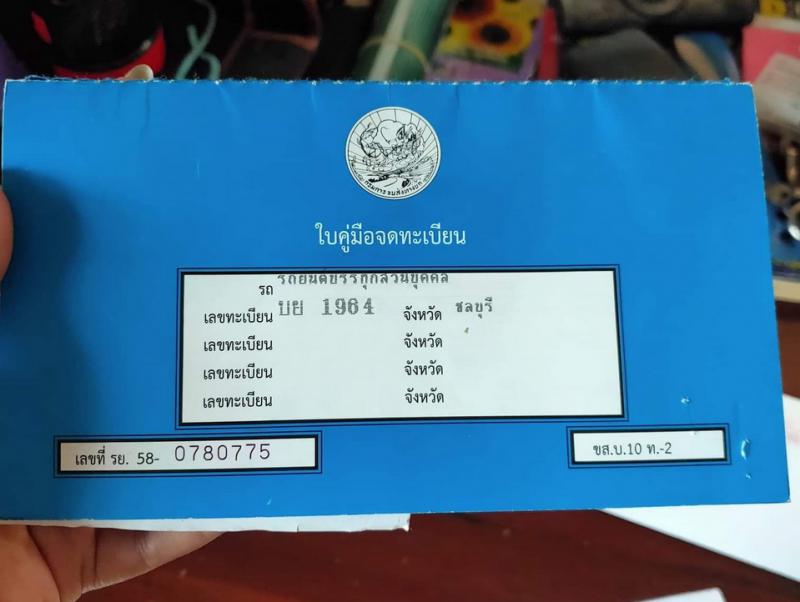 ใบคู่มือจดทะเบียน
รถ รถยนต์บรรทุกส่วนบุคคล
เลขทะเบียน บย 1964 จังหวัด ชลบุรี
เลขทะเบียน จังหวัด
เลขทะเบียน จังหวัด
เลขทะเบียน จังหวัด
เลขที่ รย. 58- 0780775
ขส.บ.10 ท.-2